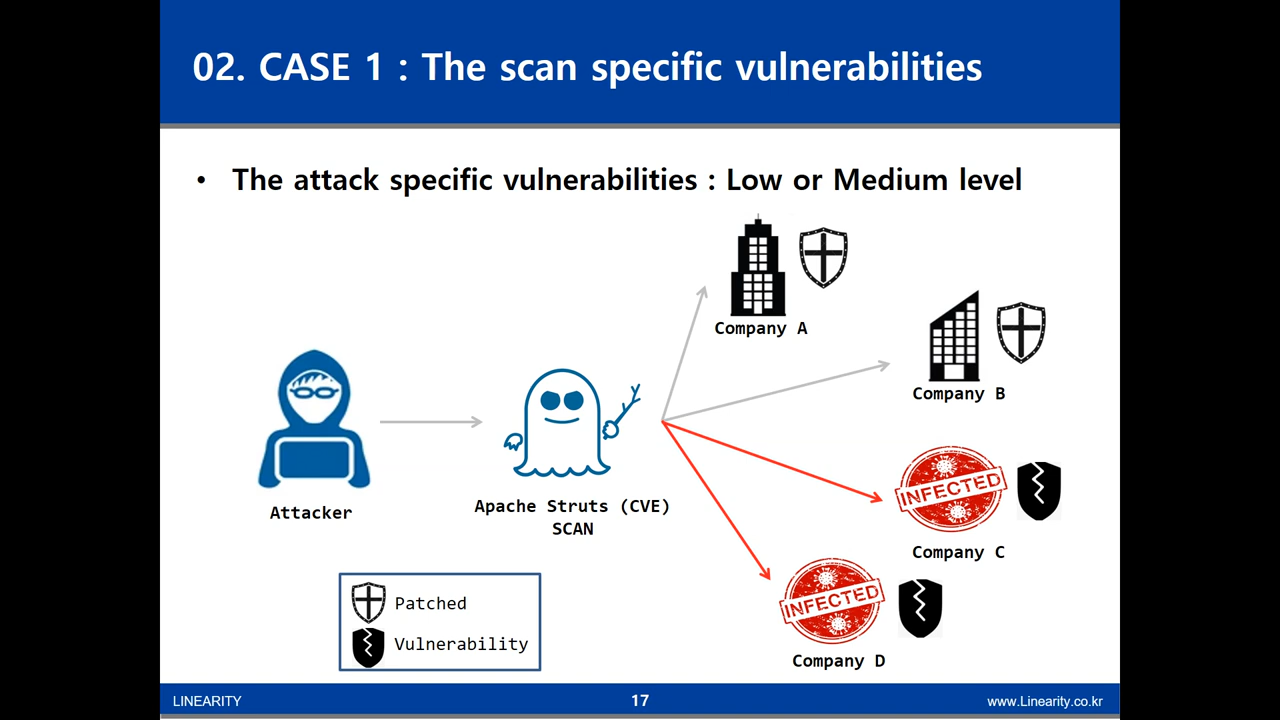 02. CASE 1 : The scan specific vulnerabilities
• The attack specific vulnerabilities : Low or Medium level
Company A
Company B
Attacker
Apache Struts (CVE)
SCAN
INFECTED
Company C
INFECTED
Company D
Patched
Vulnerability
LINEARITY
17
www.Linearity.co.kr